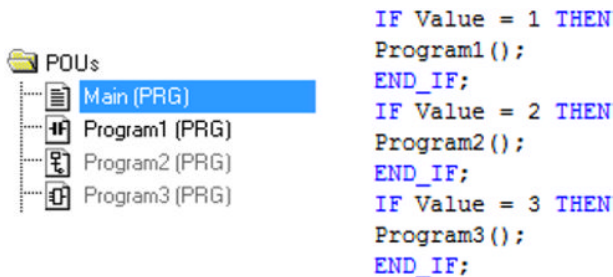 POUs
Main (PRG)
Program1 (PRG)
Program2 (PRG)
Program3 (PRG)
IF Value = 1 THEN
Program1();
END_IF;
IF Value = 2 THEN
Program2();
END_IF;
IF Value = 3 THEN
Program3();
END_IF;